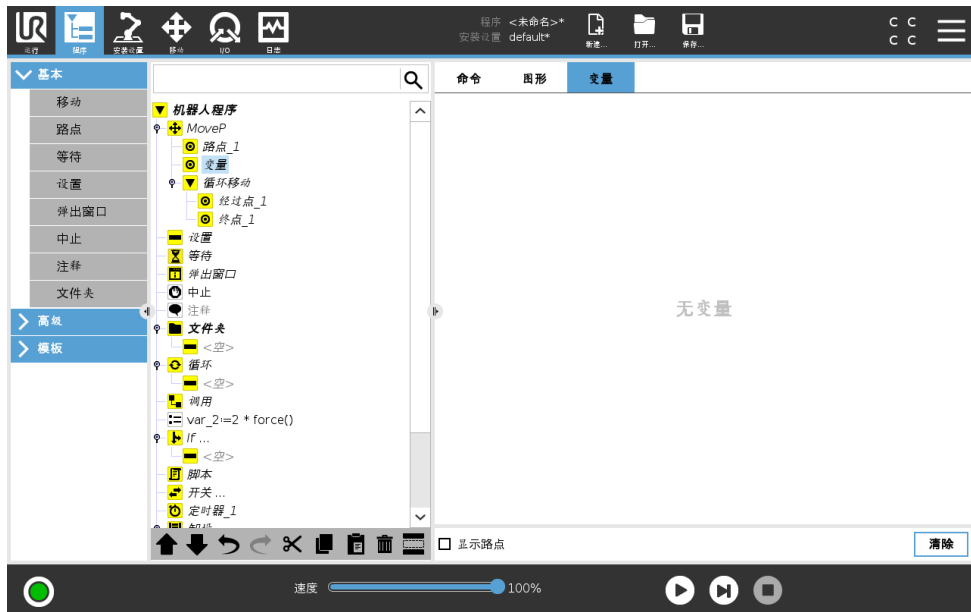 UR
运行
程序
安装设置
移动
I/O
日志
程序 <未命名>*
安装设置 default*
新建...
打开...
保存...
C C
C C
基本
移动
路点
等待
设置
弹出窗口
中止
注释
文件夹
高级
模板
机器人程序
MoveP
路点_1
变量
循环移动
经过点_1
终点_1
设置
等待
弹出窗口
中止
注释
文件夹
<空>
循环
<空>
调用
var_2≔2 * force()
If ...
<空>
脚本
开关 ...
定时器_1
命令
图形
变量
无变量
显示路点
清除
速度
100%